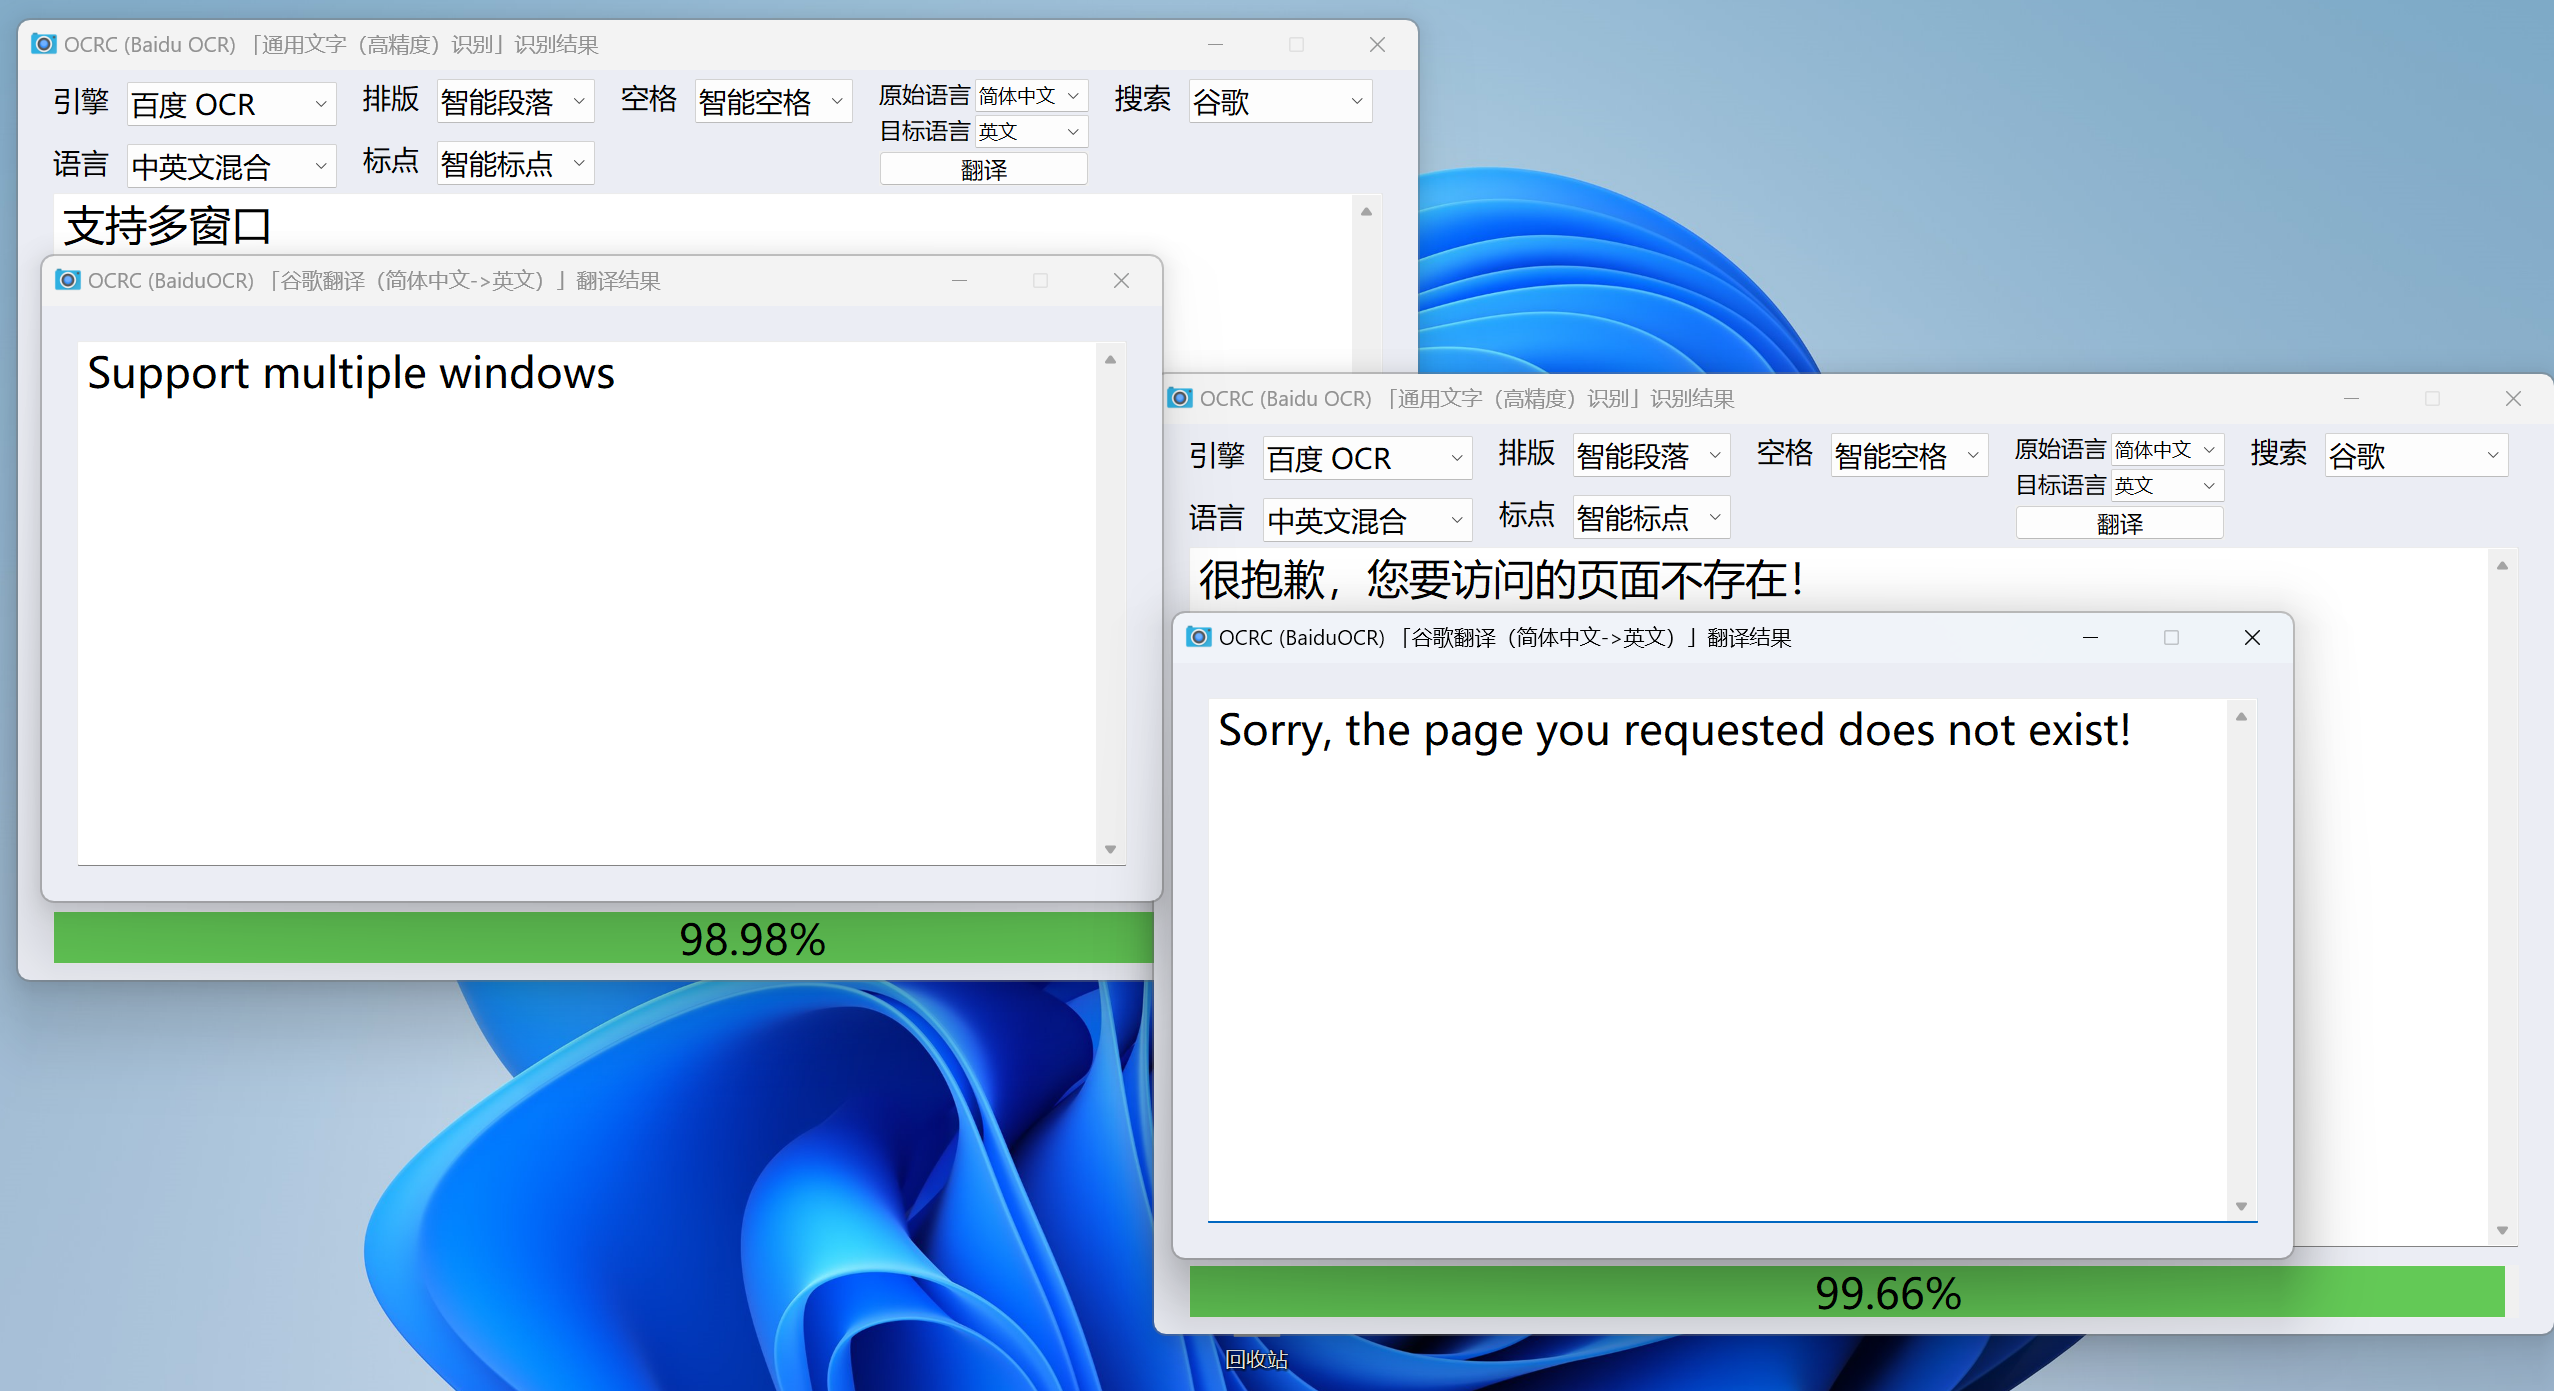 OCRC (Baidu OCR) 「通用文字（高精度）识别」识别结果
引擎 百度 OCR 排版 智能段落 空格 智能空格 原始语言 简体中文 搜索 谷歌
目标语言 英文
语言 中英文混合 标点 智能标点 翻译
支持多窗口
OCRC (BaiduOCR) 「谷歌翻译（简体中文->英文）」翻译结果
Support multiple windows
98.98%
OCRC (Baidu OCR) 「通用文字（高精度）识别」识别结果
引擎 百度 OCR 排版 智能段落 空格 智能空格 原始语言 简体中文 搜索 谷歌
目标语言 英文
语言 中英文混合 标点 智能标点 翻译
很抱歉，您要访问的页面不存在！
OCRC (BaiduOCR) 「谷歌翻译（简体中文->英文）」翻译结果
Sorry, the page you requested does not exist!
99.66%
回收站